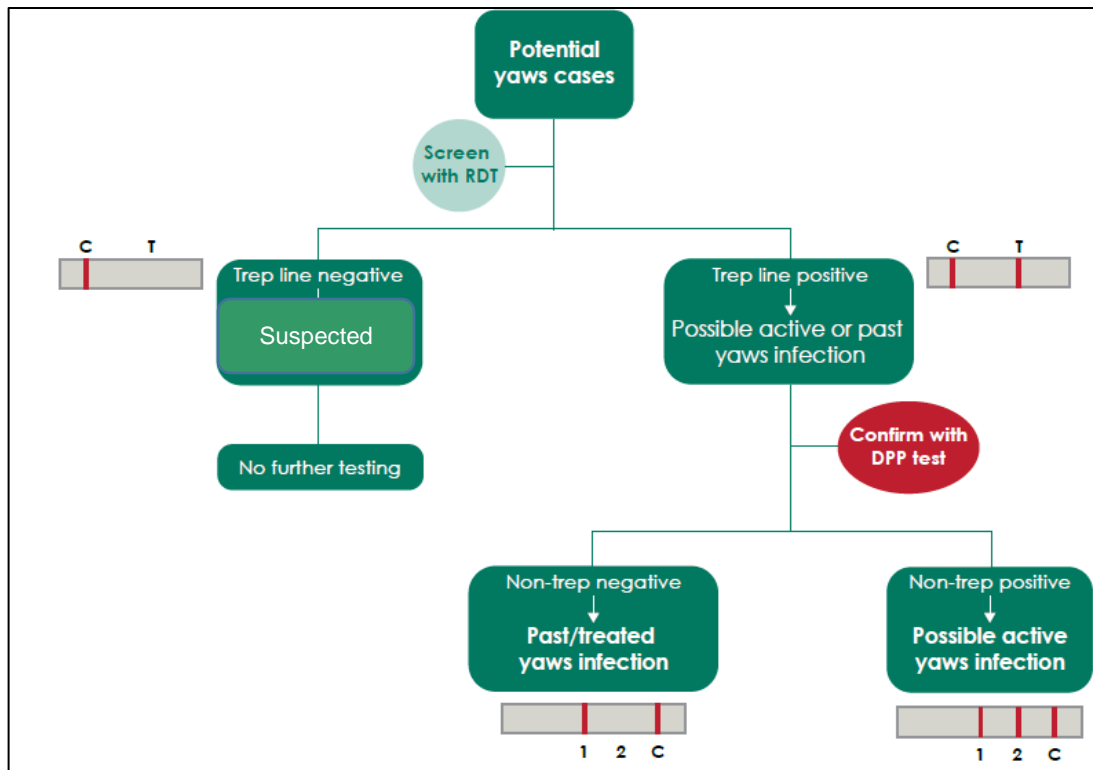 Potential
yaws cases
Screen
with RDT
C T
Trep line negative
Suspected
No further testing
Trep line positive
Possible active or past
yaws infection
C T
Confirm with
DPP test
Non-trep negative
Past/treated
yaws infection
1 2 C
Non-trep positive
Possible active
yaws infection
1 2 C